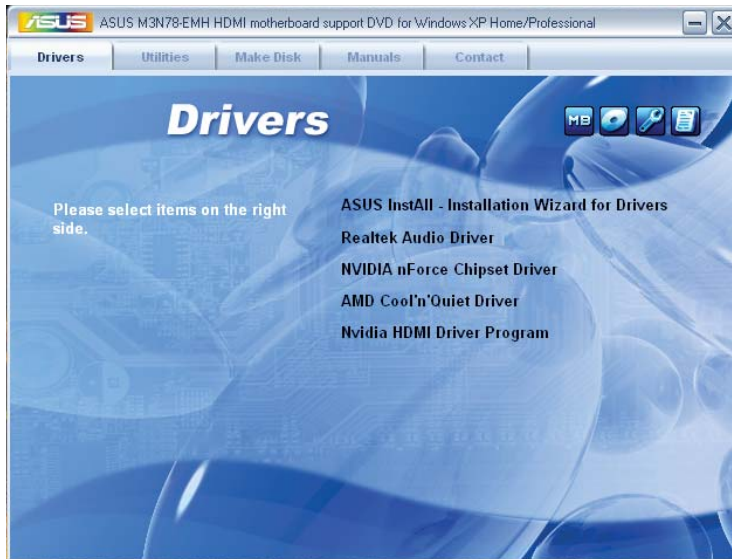 ASUS ASUS M3N78-EMH HDMI motherboard support DVD for Windows XP Home/Professional
Drivers Utilities Make Disk Manuals Contact
Drivers
MB
Please select items on the right
side.
ASUS InstAll - Installation Wizard for Drivers
Realtek Audio Driver
NVIDIA nForce Chipset Driver
AMD Cool'n'Quiet Driver
Nvidia HDMI Driver Program